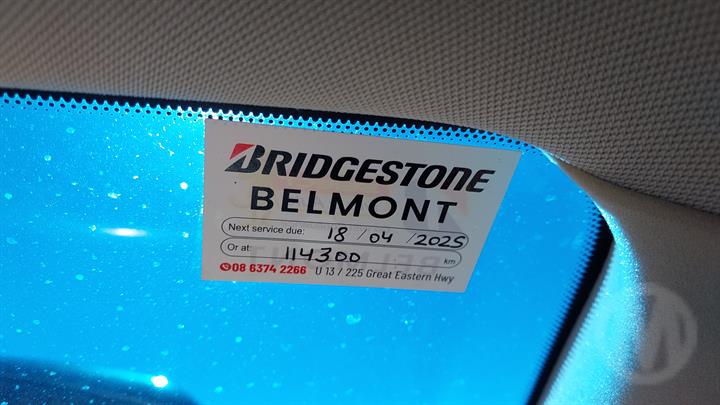 BRIDGESTONE
BELMONT
Next service due: 18 / 04 / 2025
Or at: 114300 km
08 6374 2266 U 13 / 225 Great Eastern Hwy